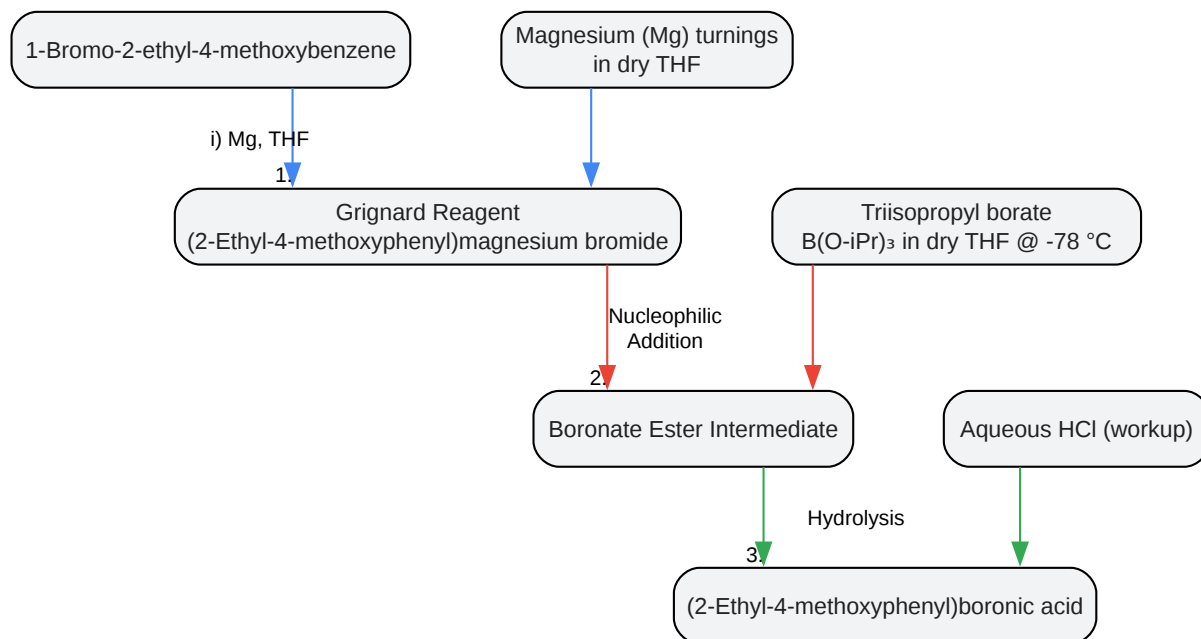 1-Bromo-2-ethyl-4-methoxybenzene
Magnesium (Mg) turnings
in dry THF
i) Mg, THF
1.
Grignard Reagent
(2-Ethyl-4-methoxyphenyl)magnesium bromide
Triisopropyl borate
B(O-iPr)₃ in dry THF @ -78 °C
Nucleophilic
Addition
2.
Boronate Ester Intermediate
Aqueous HCl (workup)
Hydrolysis
3.
(2-Ethyl-4-methoxyphenyl)boronic acid